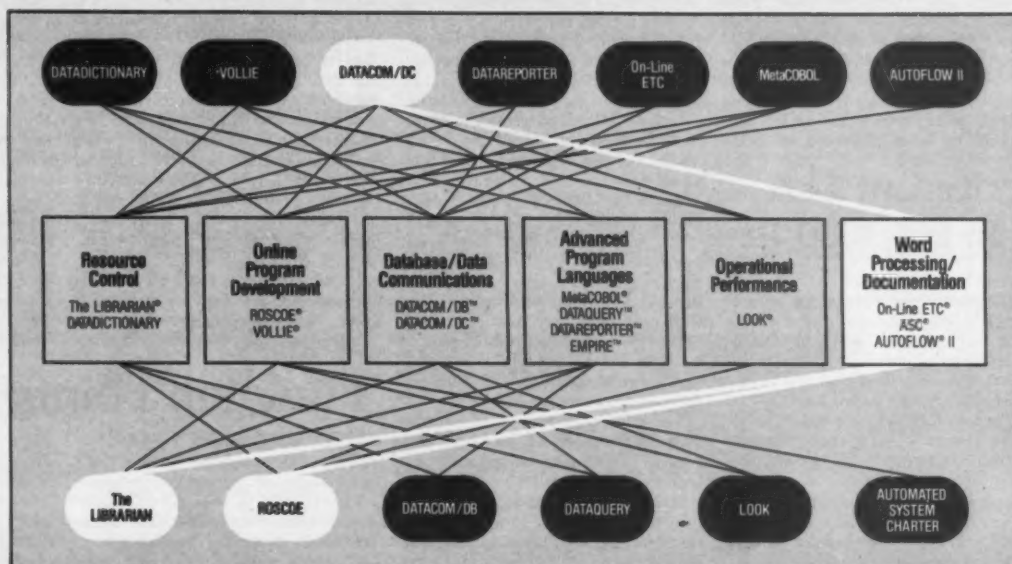 DATADICTIONARY
VOLLIE
DATACOM/DC
DATAREPORTER
On-Line
ETC
MetaCOBOL
AUTOFLOW II
Resource
Control
The LIBRARIAN®
DATADICTIONARY
Online
Program
Development
ROSCOE®
VOLLIE®
Database/Data
Communications
DATACOM/DB™
DATACOM/DC™
Advanced
Program
Languages
MetaCOBOL®
DATAQUERY™
DATAREPORTER™
EMPIRE™
Operational
Performance
LOOK®
Word
Processing/
Documentation
On-Line ETC®
ASC®
AUTOFLOW® II
The
LIBRARIAN
ROSCOE
DATACOM/DB
DATAQUERY
LOOK
AUTOMATED
SYSTEM
CHARTER